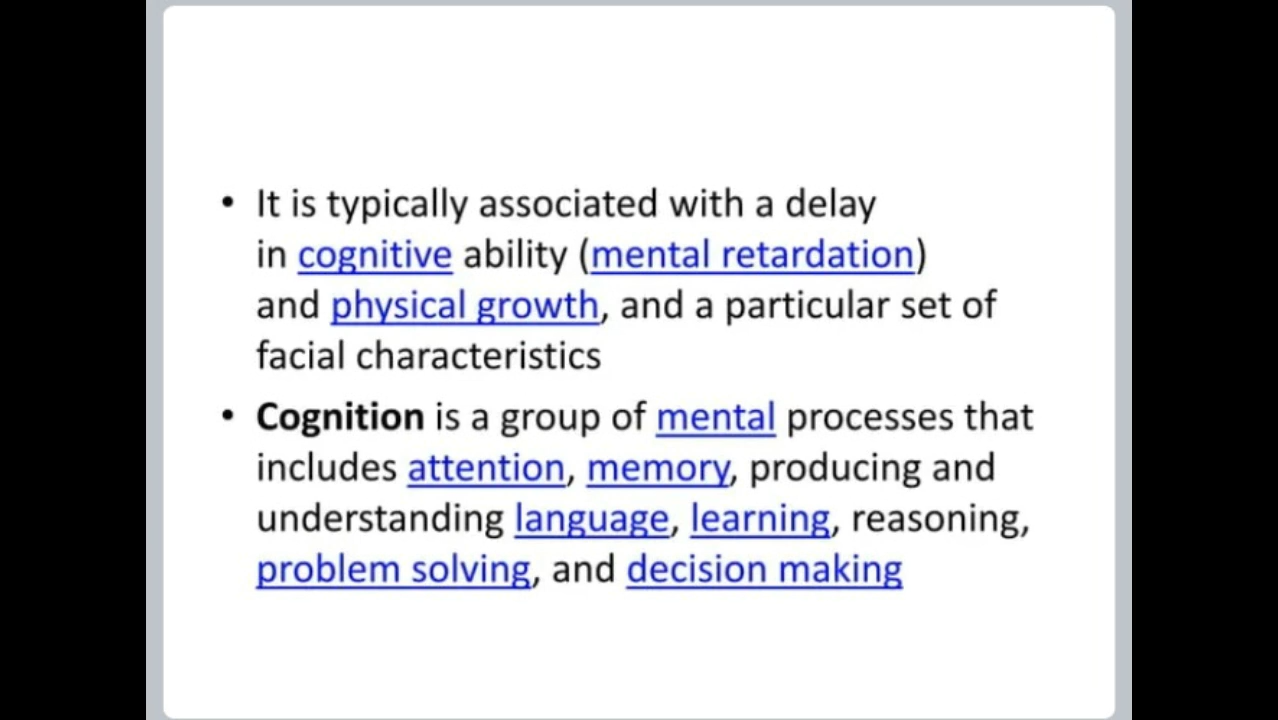 • It is typically associated with a delay
in cognitive ability (mental retardation)
and physical growth, and a particular set of
facial characteristics
• Cognition is a group of mental processes that
includes attention, memory, producing and
understanding language, learning, reasoning,
problem solving, and decision making